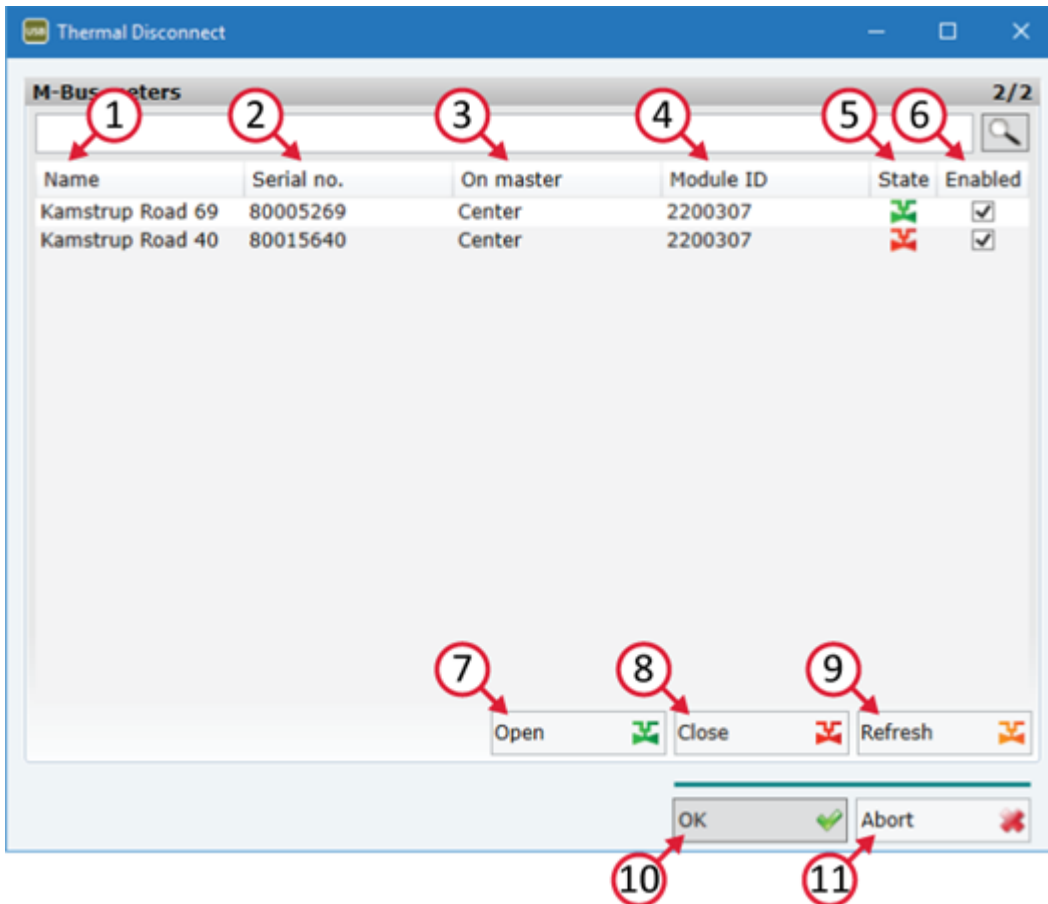 USB Thermal Disconnect
M-Bus meters 2/2
1 2 3 4 5 6
Name Serial no. On master Module ID State Enabled
Kamstrup Road 69 80005269 Center 2200307
Kamstrup Road 40 80015640 Center 2200307
7 8 9
Open Close Refresh
OK Abort
10 11